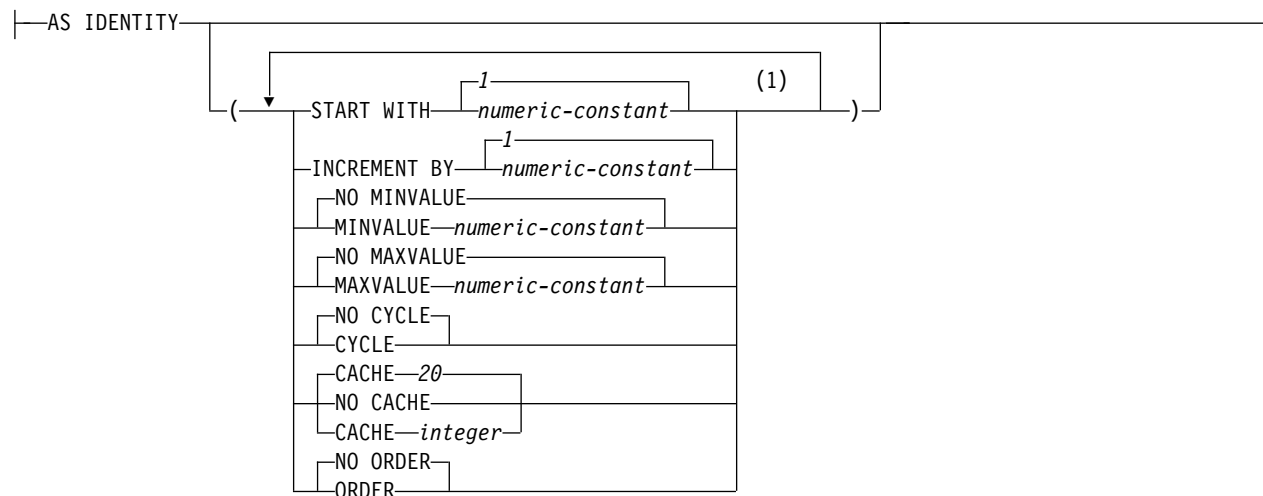 AS IDENTITY
1 (1)
( START WITH numeric-constant )
1
INCREMENT BY numeric-constant
NO MINVALUE
MINVALUE numeric-constant
NO MAXVALUE
MAXVALUE numeric-constant
NO CYCLE
CYCLE
CACHE 20
NO CACHE
CACHE integer
NO ORDER
ORDER